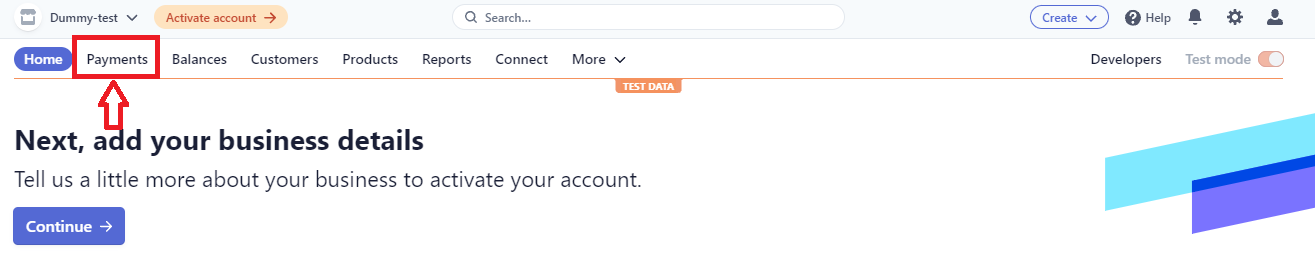 Dummy-test Activate account → Search... Create Help
Home Payments Balances Customers Products Reports Connect More Developers Test mode
TEST DATA
Next, add your business details
Tell us a little more about your business to activate your account.
Continue →